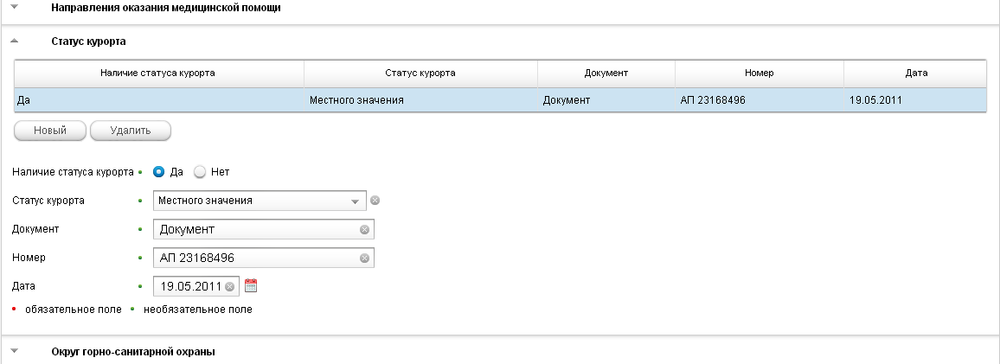 Направления оказания медицинской помощи
Статус курорта
Наличие статуса курорта Статус курорта Документ Номер Дата
Да Местного значения Документ АП 23168496 19.05.2011
Новый Удалить
Наличие статуса курорта Да Нет
Статус курорта Местного значения
Документ Документ
Номер АП 23168496
Дата 19.05.2011
обязательное поле необязательное поле
Округ горно-санитарной охраны